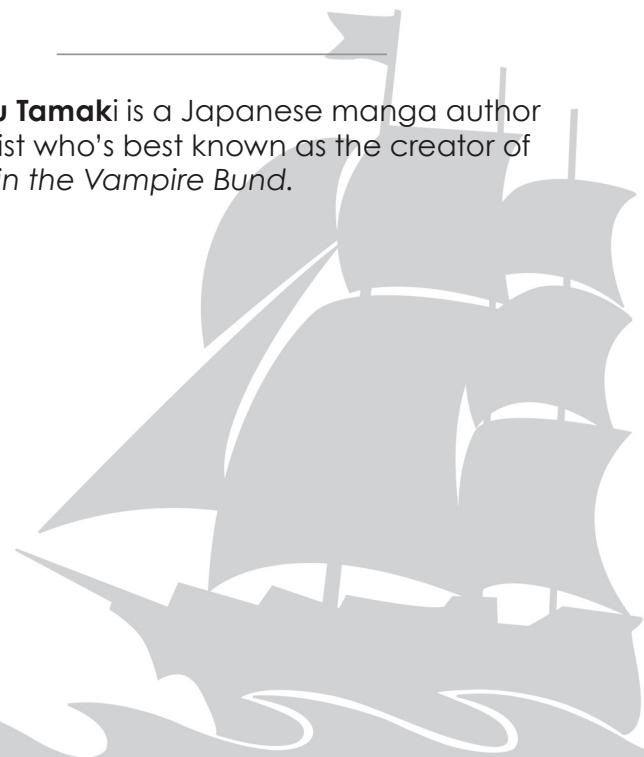 u Tamaki is a Japanese manga author
ist who's best known as the creator of
in the Vampire Bund.